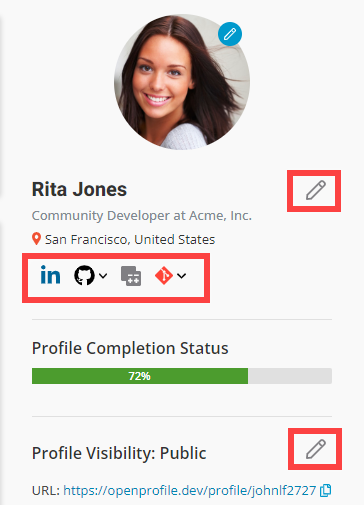 Rita Jones
Community Developer at Acme, Inc.
San Francisco, United States
in
Profile Completion Status
72%
Profile Visibility: Public
URL: https://openprofile.dev/profile/johnlf2727